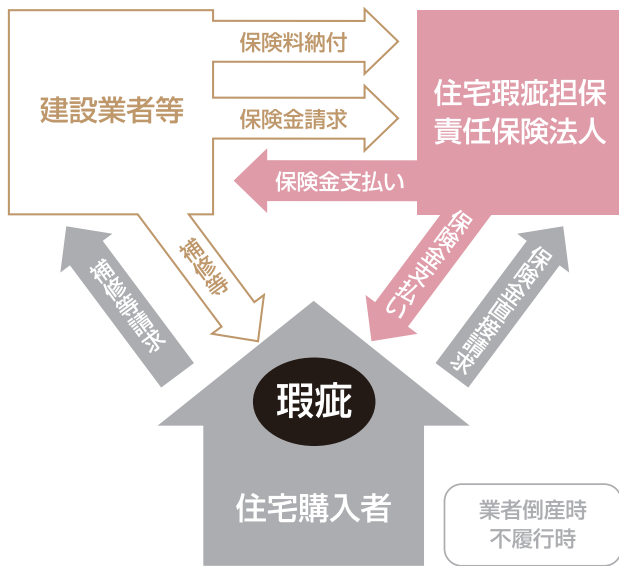 保険料納付
建設業者等
保険金請求
住宅瑕疵担保
責任保険法人
保険金支払い
補修等請求
補修等
保険金支払い
保険金直接請求
瑕疵
住宅購入者
業者倒産時
不履行時